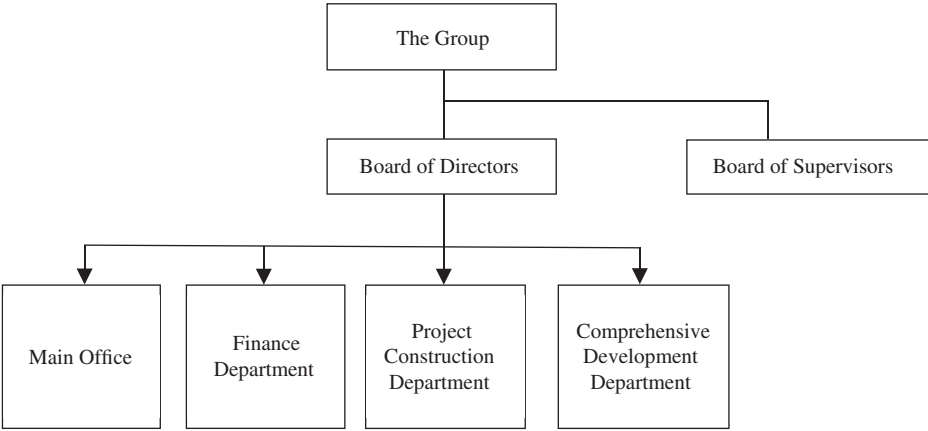 The Group
Board of Directors
Board of Supervisors
Main Office
Finance
Department
Project
Construction
Department
Comprehensive
Development
Department